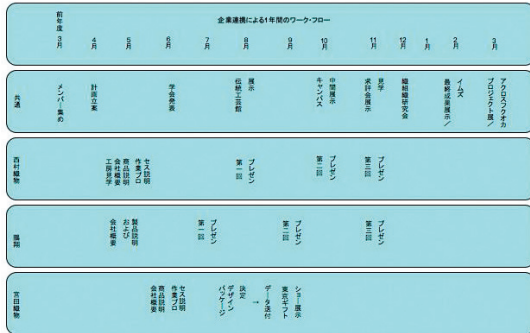 企業連携による1年間のワーク・フロー
前年度
3月
4月
5月
6月
7月
8月
9月
10月
11月
12月
1月
2月
3月
共通
メンバー集め
計画立案
学会発表
伝統工芸館
展示
キャンパス
中間展示
求評会展示
見学
織組織研究会
最終成果展示/
イムズ
プロジェクト展/
アクロスフクオカ
西村織物
工房見学
会社概要
商品説明
作業プロ
セス説明
第一回
プレゼン
第二回
プレゼン
第三回
プレゼン
会社概要
および
製品説明
第一回
プレゼン
第二回
プレゼン
第三回
プレゼン
宮田織物
会社概要
商品説明
作業プロ
セス説明
パッケージ
デザイン
決定
→
データ送付
東京ギフト
ショー展示